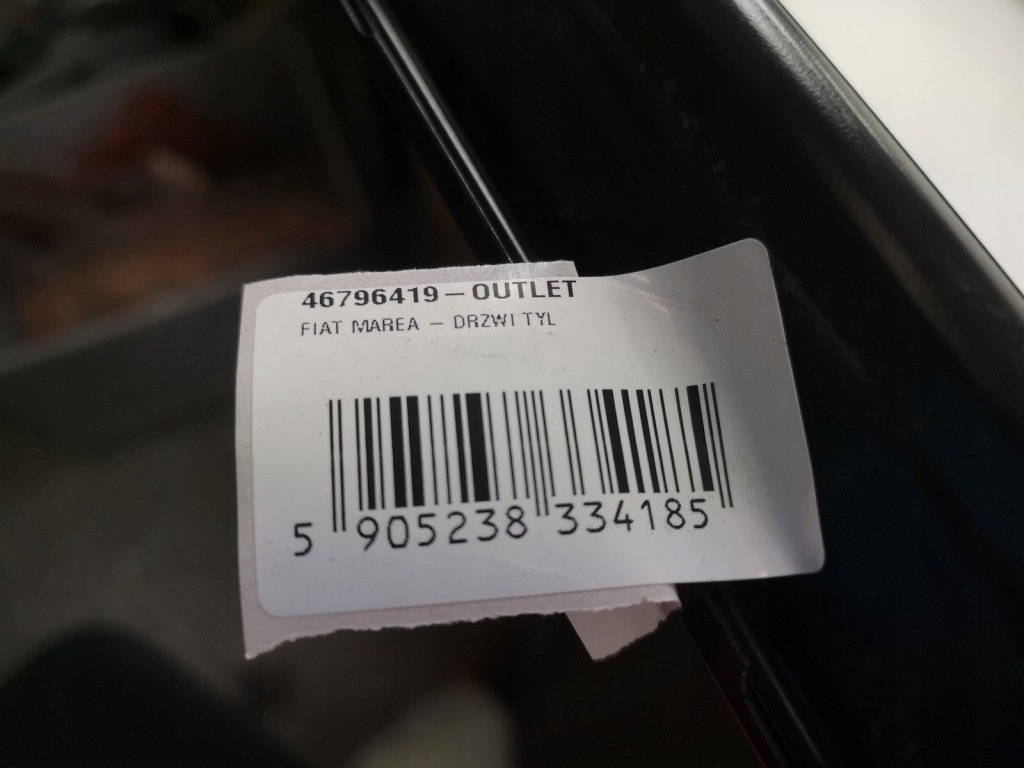 46796419 – OUTLET
FIAT MAREA – DRZWI TYL
5 905238 334185